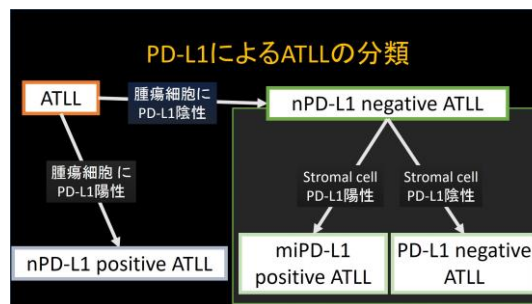 PD-L1によるATLLの分類
ATLL
腫瘍細胞に
PD-L1陰性
nPD-L1 negative ATLL
腫瘍細胞 に
PD-L1陽性
Stromal cell
PD-L1陽性
Stromal cell
PD-L1陰性
nPD-L1 positive ATLL
miPD-L1
positive ATLL
PD-L1 negative
ATLL